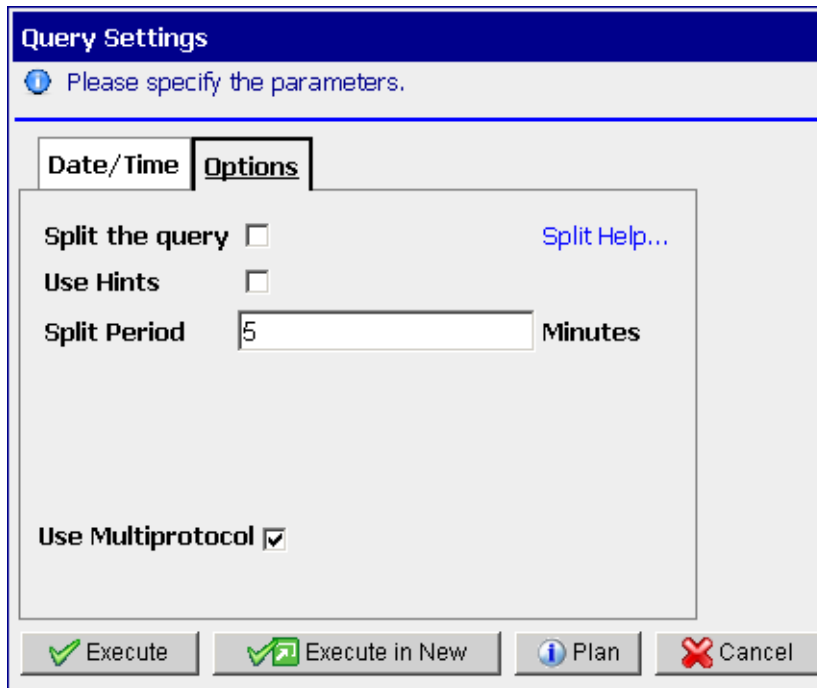 Query Settings
Please specify the parameters.
Date/Time Options
Split the query Split Help...
Use Hints
Split Period 5 Minutes
Use Multiprotocol
Execute Execute in New Plan Cancel